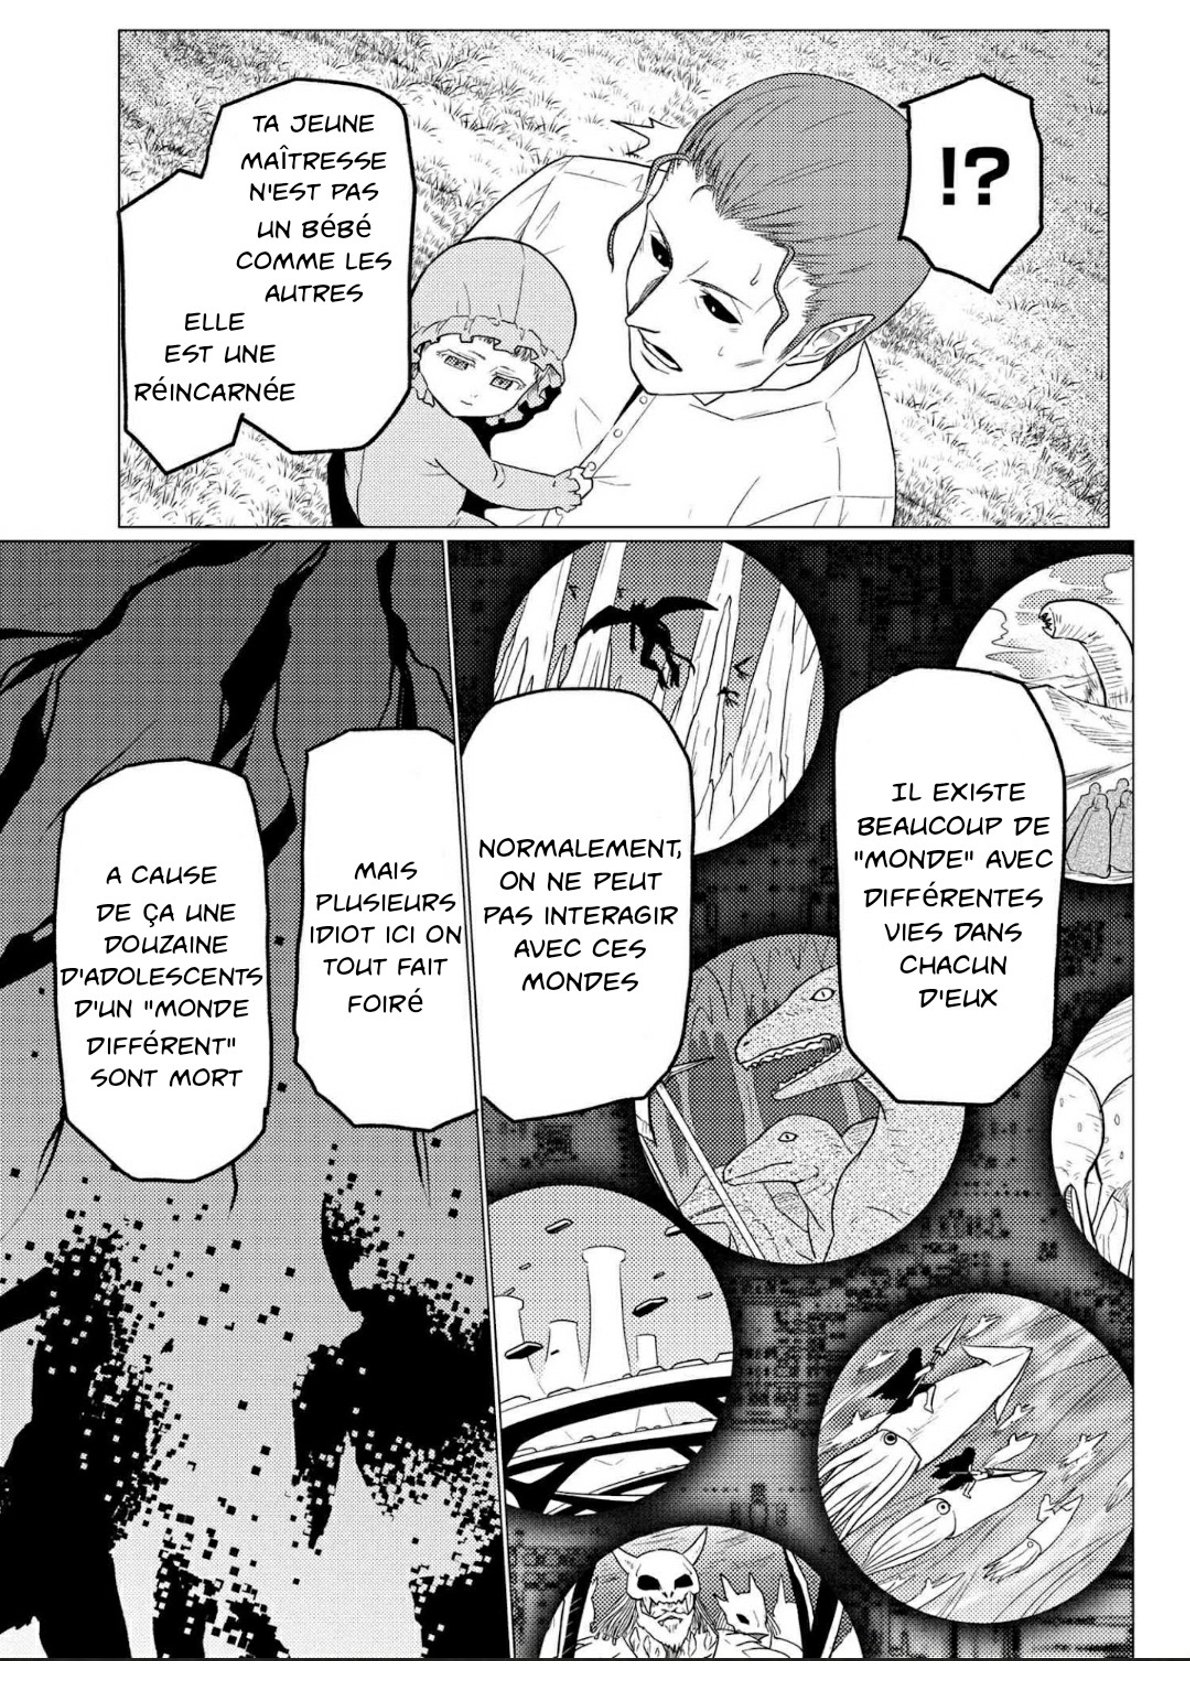 !?
TA JEUNE
MAÎTRESSE
N'EST PAS
UN BÉBÉ
COMME LES
AUTRES
ELLE
EST UNE
RÉINCARNÉE
IL EXISTE
BEAUCOUP DE
"MONDE" AVEC
DIFFÉRENTES
VIES DANS
CHACUN
D'EUX
NORMALEMENT,
ON NE PEUT
PAS INTERAGIR
AVEC CES
MONDES
MAIS
PLUSIEURS
IDIOT ICI ON
TOUT FAIT
FOIRÉ
A CAUSE
DE ÇA UNE
DOUZAINE
D'ADOLESCENTS
D'UN "MONDE
DIFFÉRENT"
SONT MORT